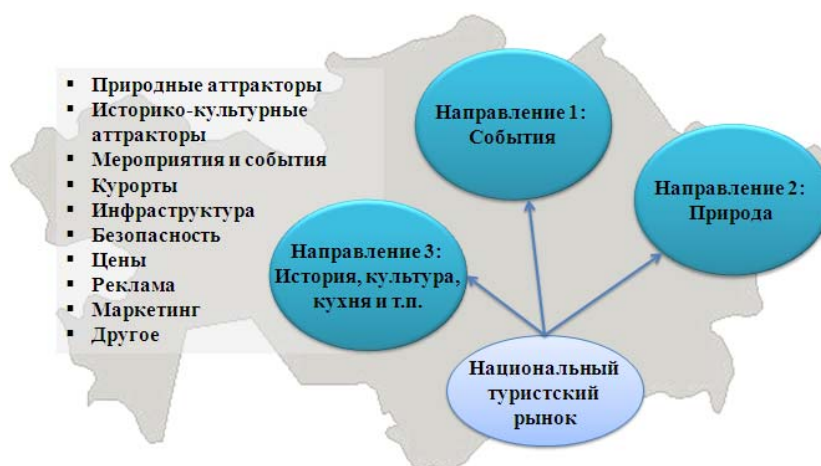 ▪ Природные аттракторы
▪ Историко-культурные
аттракторы
▪ Мероприятия и события
▪ Курорты
▪ Инфраструктура
▪ Безопасность
▪ Цены
▪ Реклама
▪ Маркетинг
▪ Другое
Направление 1:
События
Направление 2:
Природа
Направление 3:
История, культура,
кухня и т.п.
Национальный
туристский
рынок